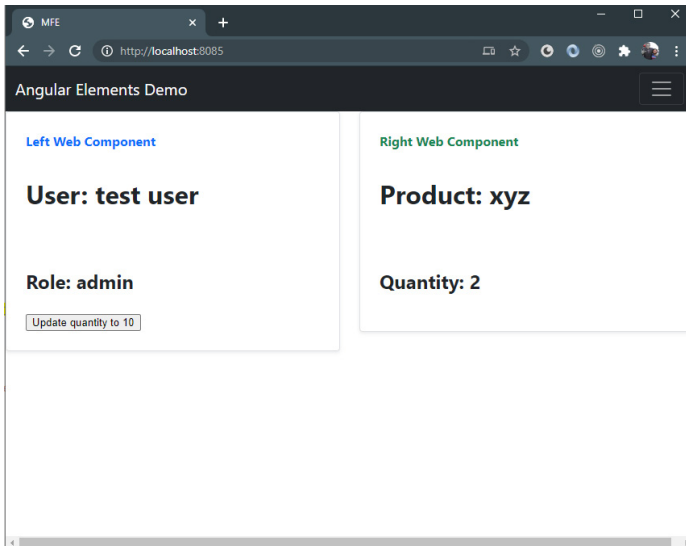 MFE
http://localhost:8085
Angular Elements Demo
Left Web Component
User: test user
Role: admin
Update quantity to 10
Right Web Component
Product: xyz
Quantity: 2